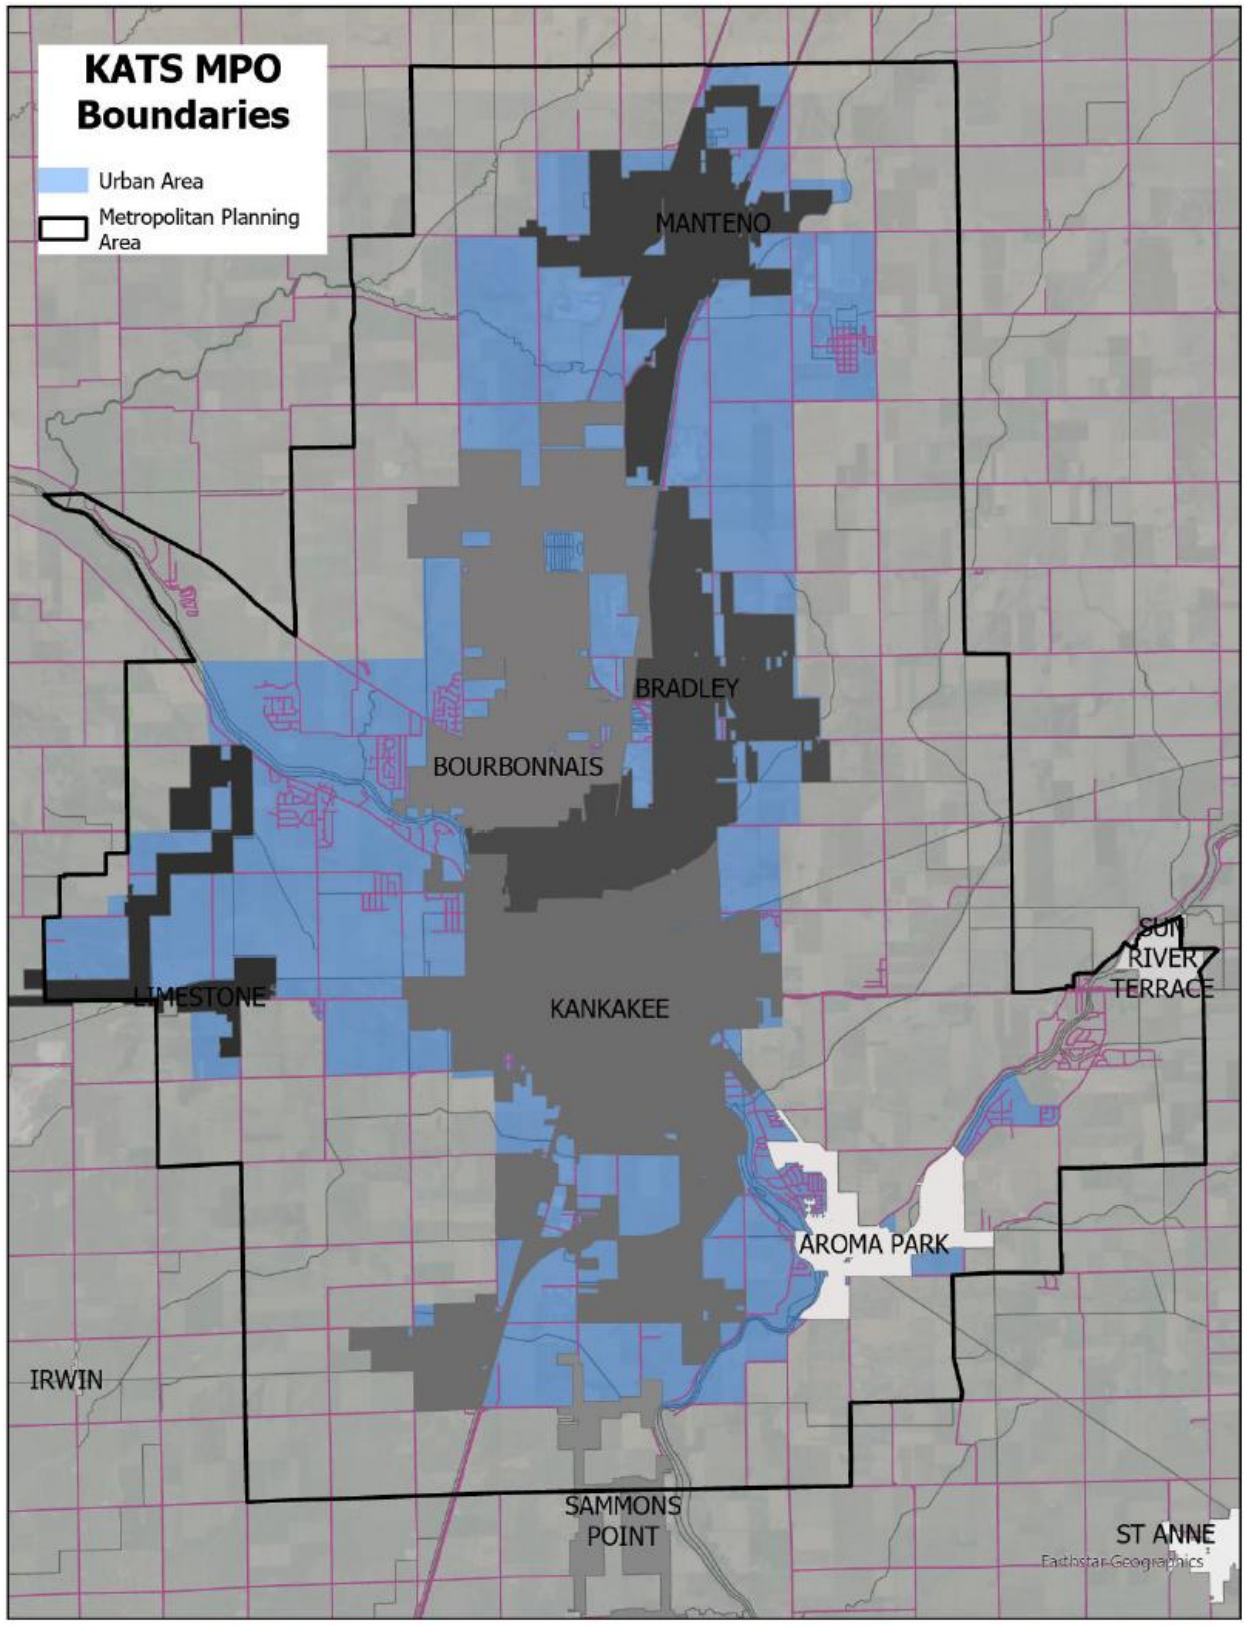 KATS MPO
Boundaries
Urban Area
Metropolitan Planning
Area
MANTENO
BRADLEY
BOURBONNAIS
SUN
RIVER
TERRACE
LIMESTONE
KANKAKEE
AROMA PARK
IRWIN
SAMMONS
POINT
ST ANNE
Earthstar Geographics